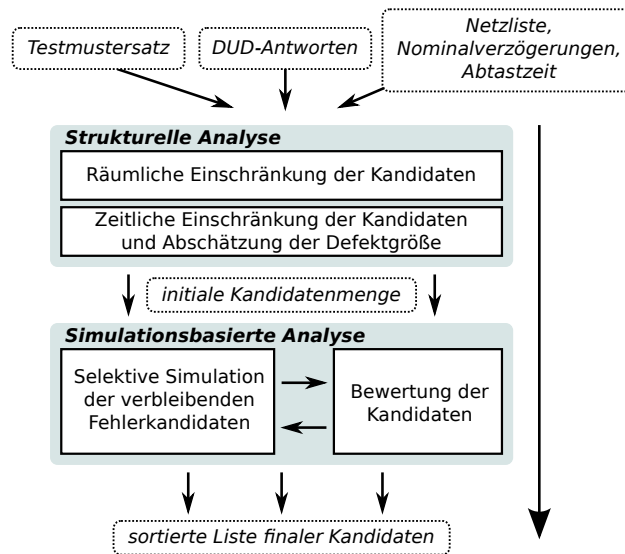 Testmustersatz
DUD-Antworten
Netzliste,
Nominalverzögerungen,
Abtastzeit
Strukturelle Analyse
Räumliche Einschränkung der Kandidaten
Zeitliche Einschränkung der Kandidaten
und Abschätzung der Defektgröße
initiale Kandidatenmenge
Simulationsbasierte Analyse
Selektive Simulation
der verbleibenden
Fehlerkandidaten
Bewertung der
Kandidaten
sortierte Liste finaler Kandidaten